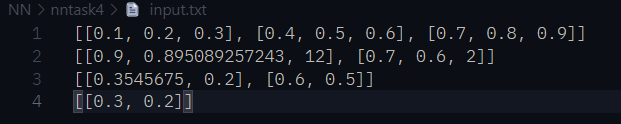 NN > nntask4 > input.txt
1 [[0.1, 0.2, 0.3], [0.4, 0.5, 0.6], [0.7, 0.8, 0.9]]
2 [[0.9, 0.895089257243, 12], [0.7, 0.6, 2]]
3 [[0.3545675, 0.2], [0.6, 0.5]]
4 [[0.3, 0.2]]